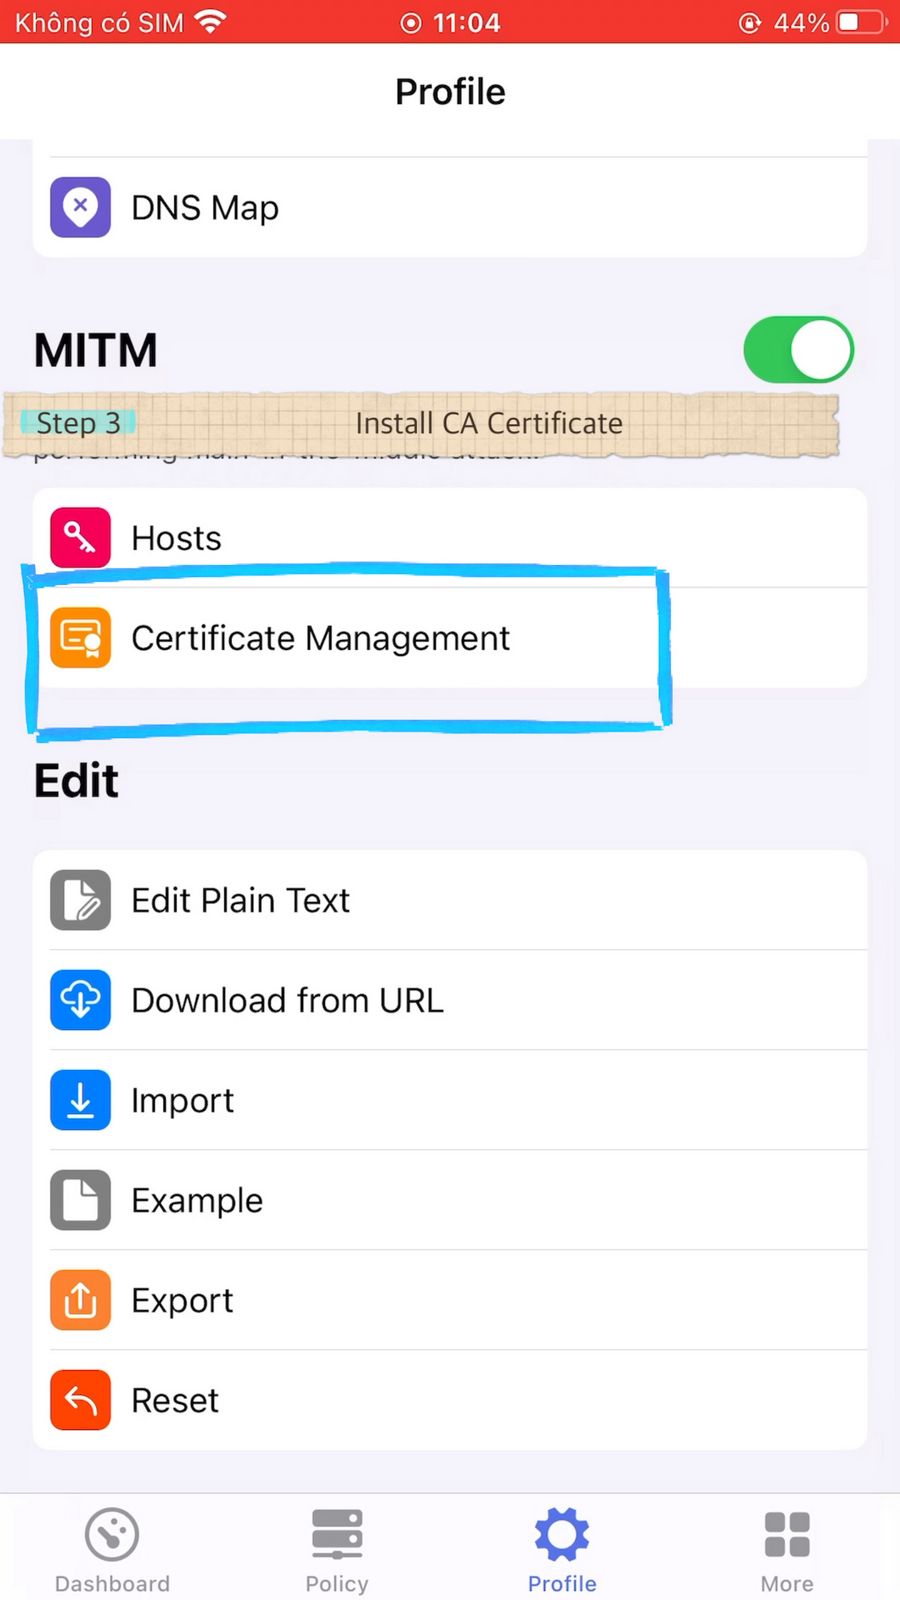 Không có SIM 11:04 44%
Profile
DNS Map
MITM
Step 3 Install CA Certificate
Hosts
Certificate Management
Edit
Edit Plain Text
Download from URL
Import
Example
Export
Reset
Dashboard Policy Profile More